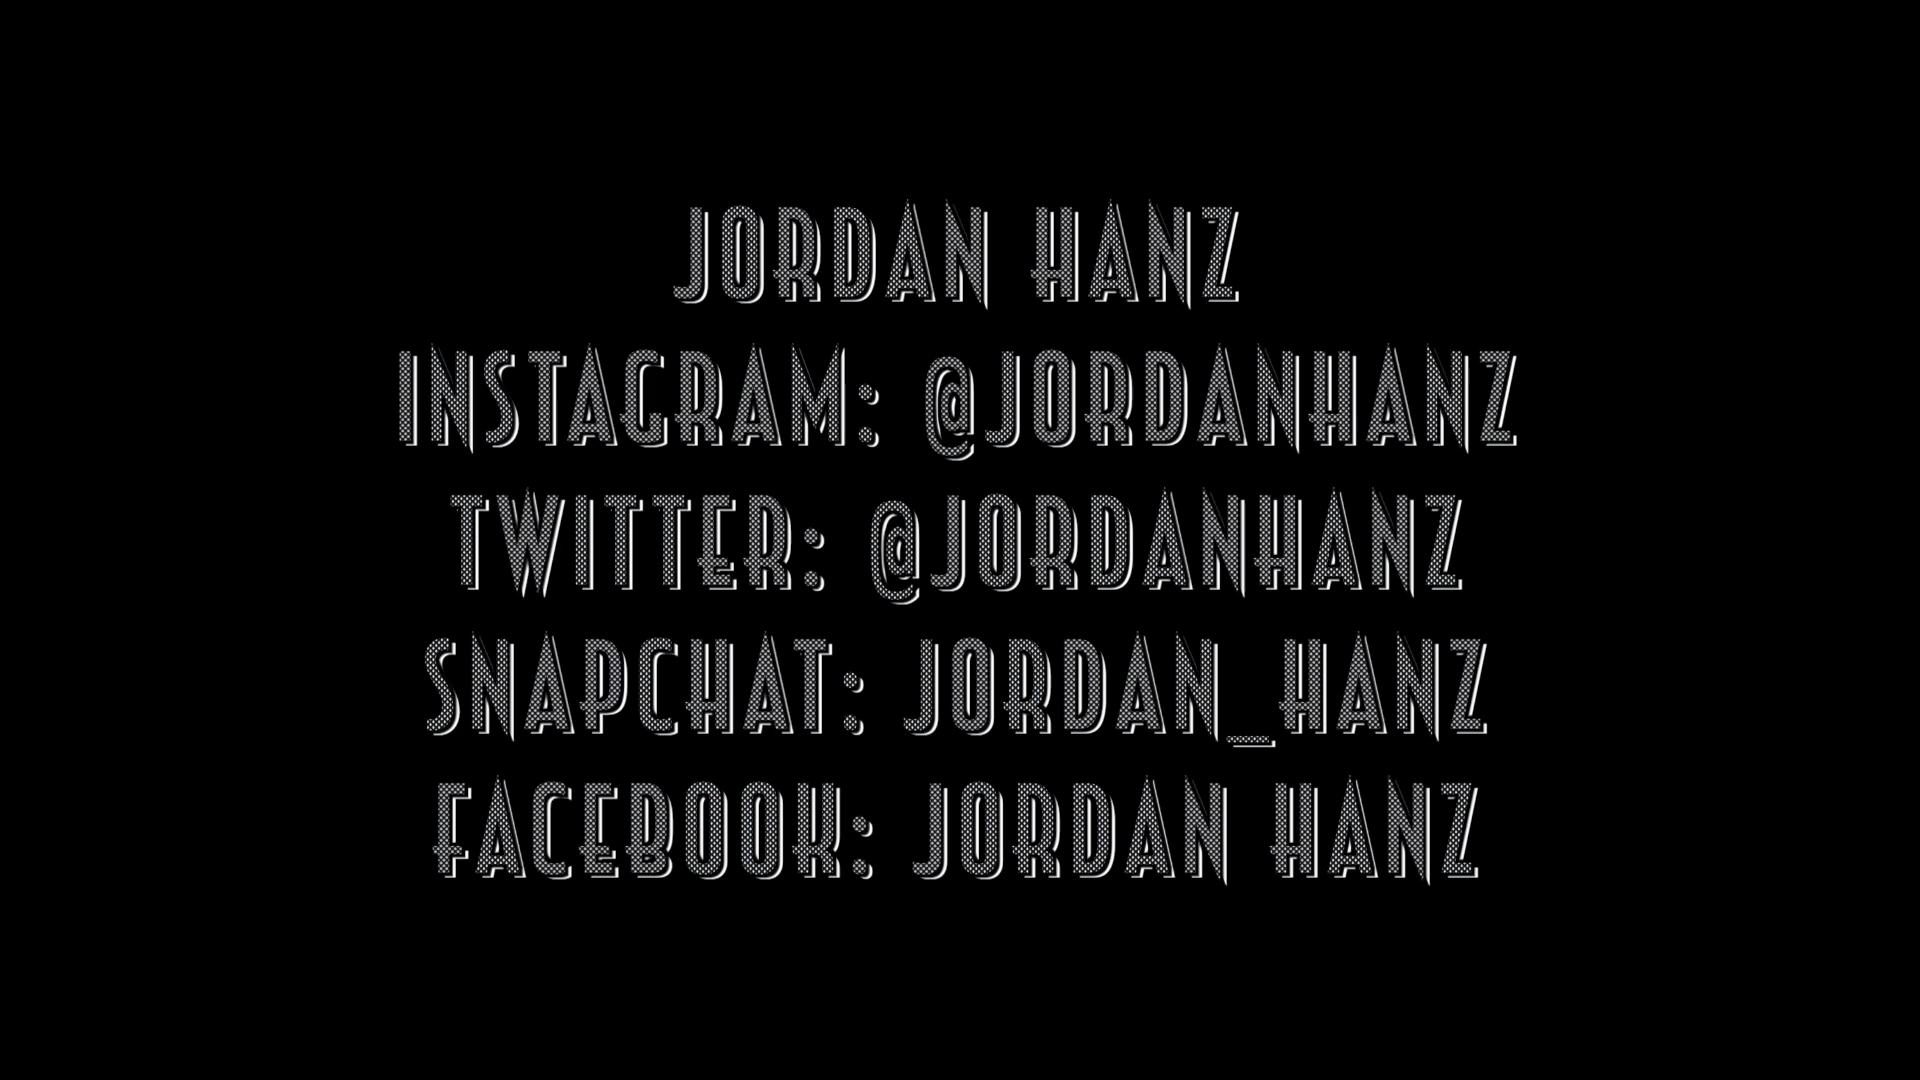 JORDAN HANZ
INSTAGRAM: @JORDANHANZ
TWITTER: @JORDANHANZ
SNAPCHAT: JORDAN_HANZ
FACEBOOK: JORDAN HANZ